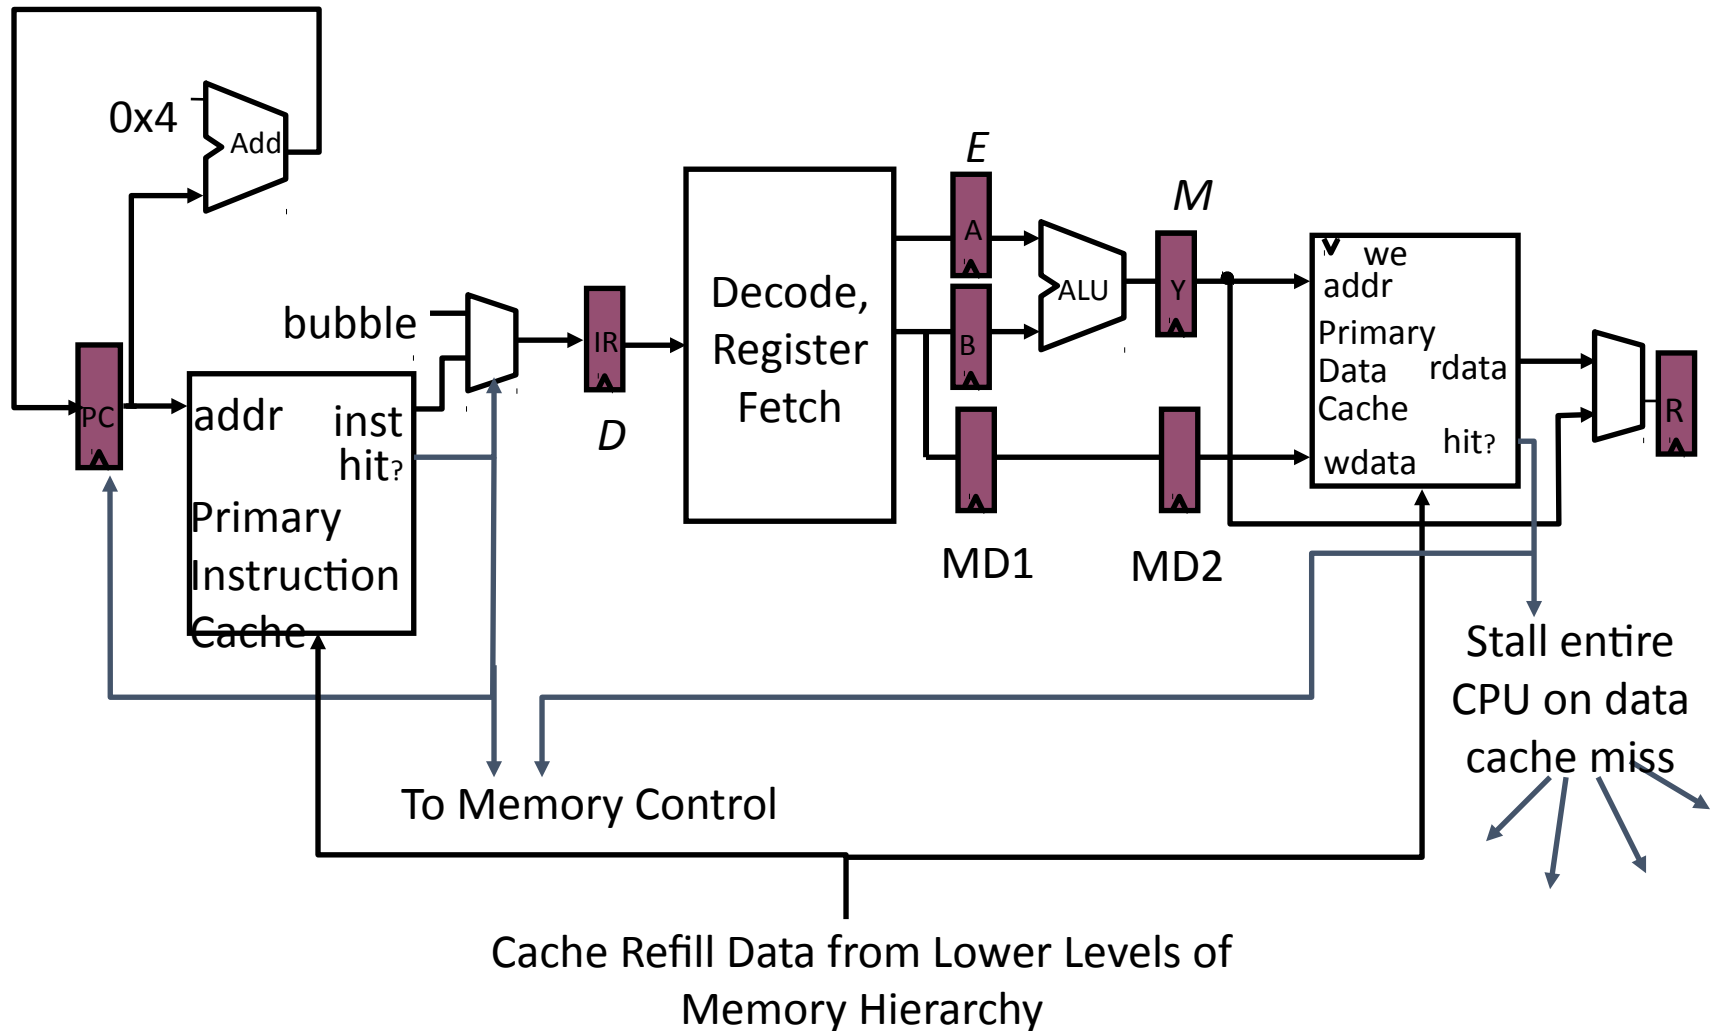 0x4
Add
E
M
A
we
addr
Decode,
Register
Fetch
ALU
Y
Primary
Data
Cache
rdata
bubble
IR
B
PC
addr
inst
hit?
D
R
hit?
wdata
Primary
Instruction
Cache
MD1
MD2
Stall entire
CPU on data
cache miss
To Memory Control
Cache Refill Data from Lower Levels of
Memory Hierarchy